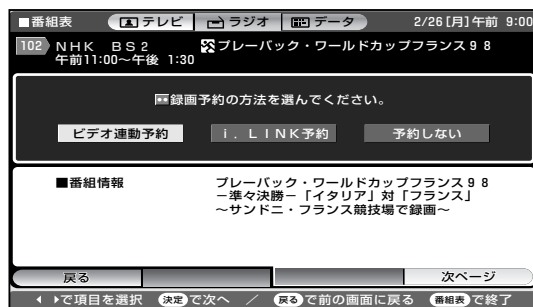 ■番組表 テレビ ラジオ データ 2/26[月]午前 9:00
102 NHK BS2 プレーバック・ワールドカップフランス98
午前11:00~午後 1:30
録画予約の方法を選んでください。
ビデオ連動予約 i.LINK予約 予約しない
■番組情報 プレーバック・ワールドカップフランス98
-準々決勝-「イタリア」対「フランス」
~サンドニ・フランス競技場で録画~
戻る 次ページ
で項目を選択 決定で次へ / 戻るで前の画面に戻る 番組表で終了